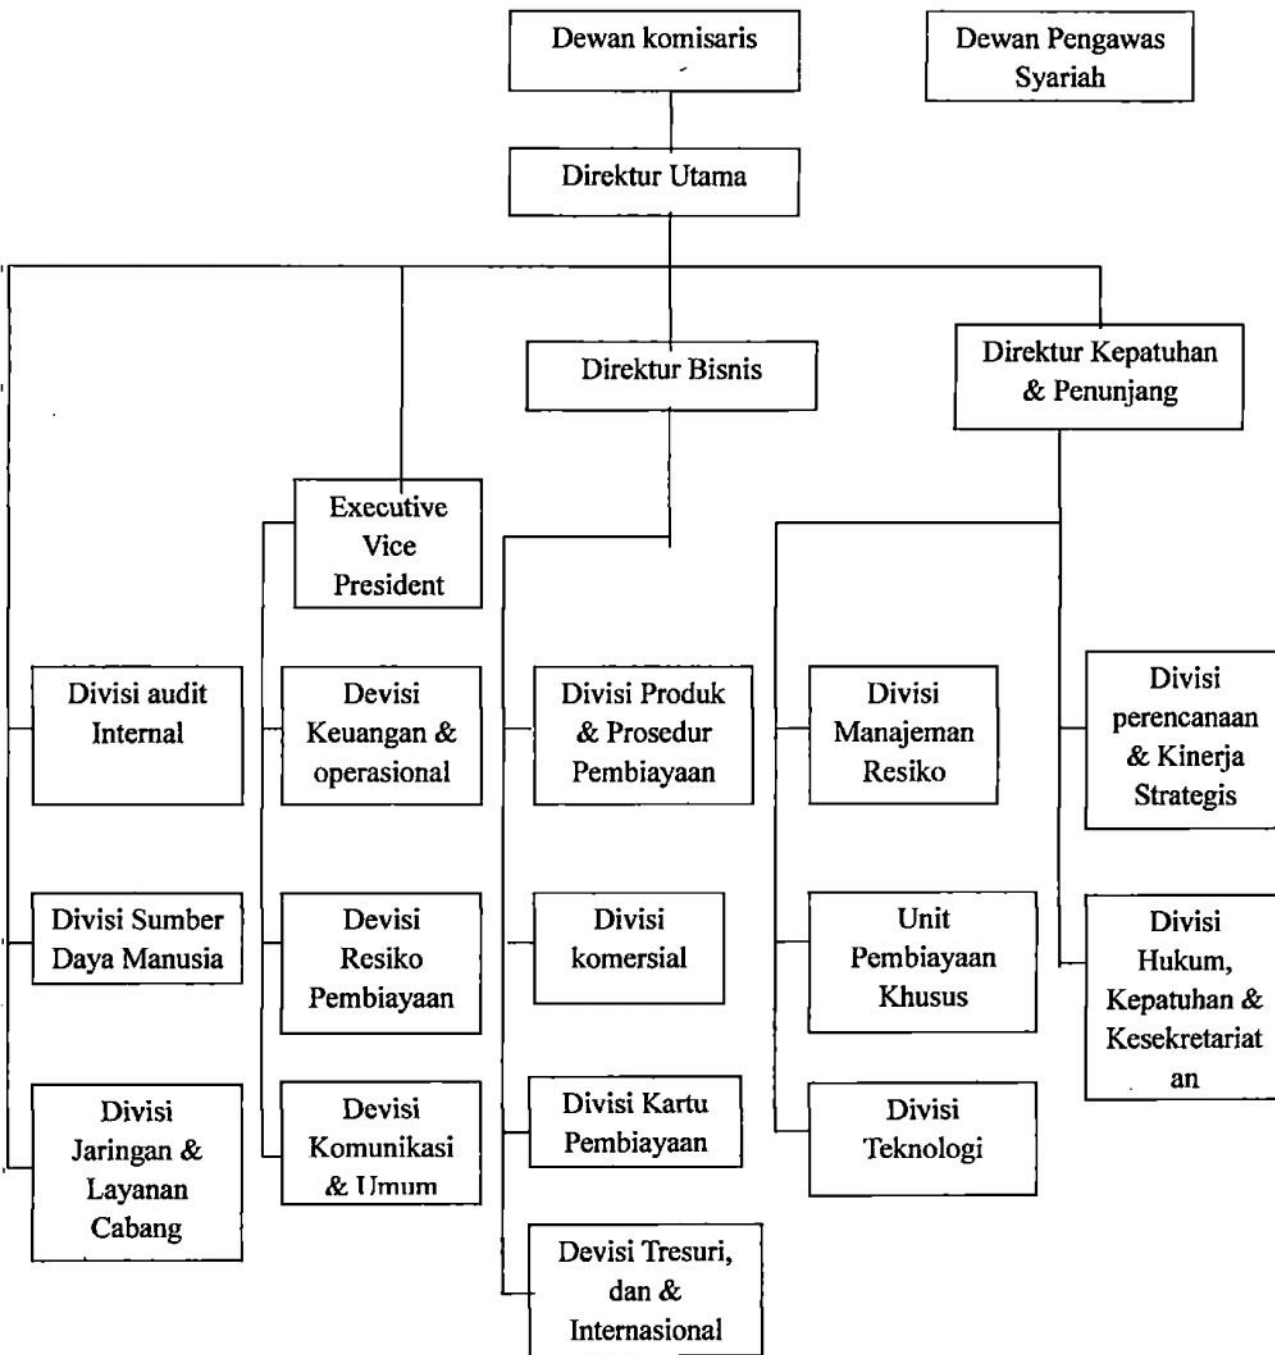 Dewan komisaris
Dewan Pengawas
Syariah
Direktur Utama
Direktur Bisnis
Direktur Kepatuhan
& Penunjang
Executive
Vice
President
Divisi audit
Internal
Devisi
Keuangan &
operasional
Divisi Produk
& Prosedur
Pembiayaan
Divisi
Manajeman
Resiko
Divisi
perencanaan
& Kinerja
Strategis
Divisi Sumber
Daya Manusia
Devisi
Resiko
Pembiayaan
Divisi
komersial
Unit
Pembiayaan
Khusus
Divisi
Hukum,
Kepatuhan &
Kesekretariat
an
Divisi
Jaringan &
Layanan
Cabang
Devisi
Komunikasi
& Umum
Divisi Kartu
Pembiayaan
Divisi
Teknologi
Devisi Tresuri,
dan &
Internasional